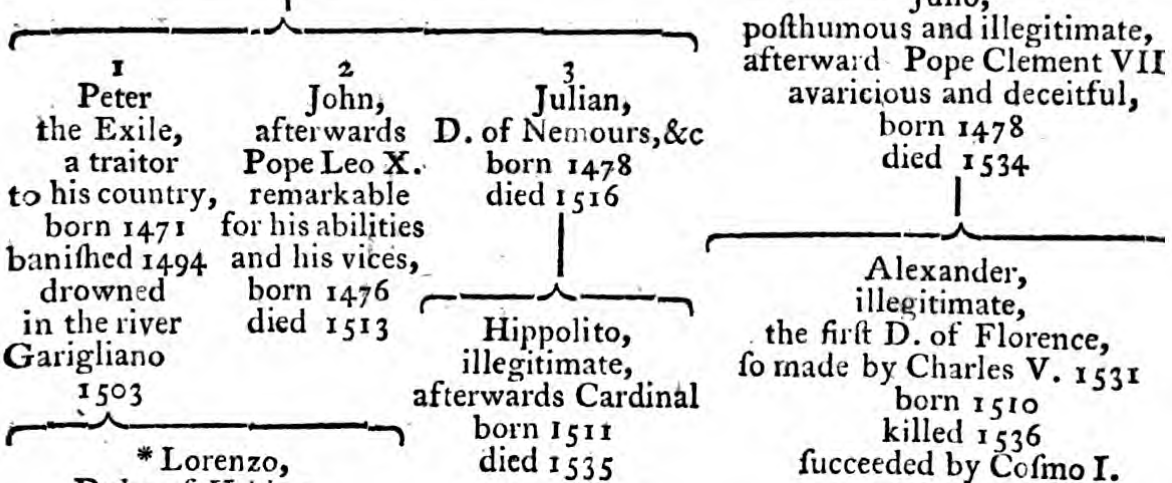 1
Peter
the Exile,
a traitor
to his country,
born 1471
baniſhed 1494
drowned
in the river
Garigliano
1503
* Lorenzo,
2
John,
afterwards
Pope Leo X.
remarkable
for his abilities
and his vices,
born 1476
died 1513
3
Julian,
D. of Nemours,&c
born 1478
died 1516
Hippolito,
illegitimate,
afterwards Cardinal
born 1511
died 1535
poſthumous and illegitimate,
afterward Pope Clement VII
avaricious and deceitful,
born 1478
died 1534
Alexander,
illegitimate,
the firſt D. of Florence,
ſo made by Charles V. 1531
born 1510
killed 1536
ſucceeded by Coſmo I.